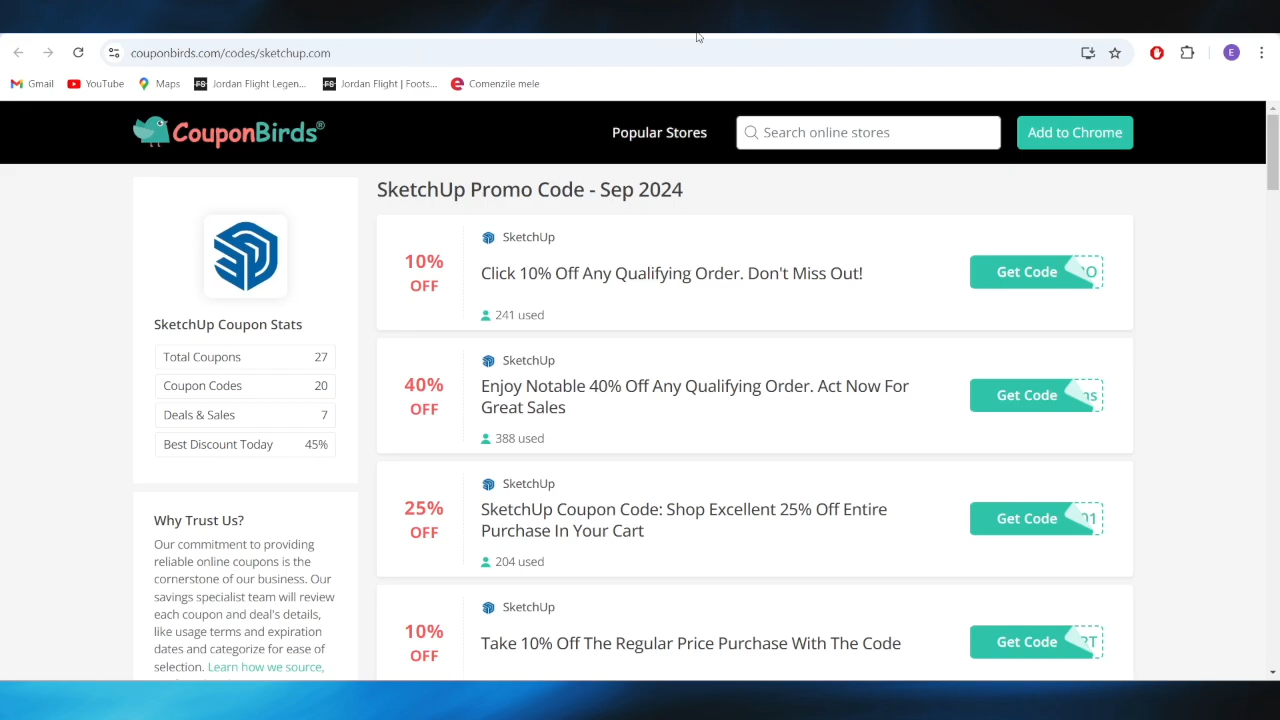 couponbirds.com/codes/sketchup.com
E
Gmail
YouTube
Maps
FS
Jordan Flight Legen...
FS
Jordan Flight | Foots...
Comenzile mele
CouponBirds®
Popular Stores
Search online stores
Add to Chrome
SketchUp Coupon Stats
Total Coupons 27
Coupon Codes 20
Deals & Sales 7
Best Discount Today 45%
Why Trust Us?
Our commitment to providing
reliable online coupons is the
cornerstone of our business. Our
savings specialist team will review
each coupon and deal's details,
like usage terms and expiration
dates and categorize for ease of
selection. Learn how we source,
SketchUp Promo Code - Sep 2024
10%
OFF
SketchUp
Click 10% Off Any Qualifying Order. Don't Miss Out!
241 used
Get Code
40%
OFF
SketchUp
Enjoy Notable 40% Off Any Qualifying Order. Act Now For
Great Sales
388 used
Get Code
25%
OFF
SketchUp
SketchUp Coupon Code: Shop Excellent 25% Off Entire
Purchase In Your Cart
204 used
Get Code
10%
OFF
SketchUp
Take 10% Off The Regular Price Purchase With The Code
Get Code